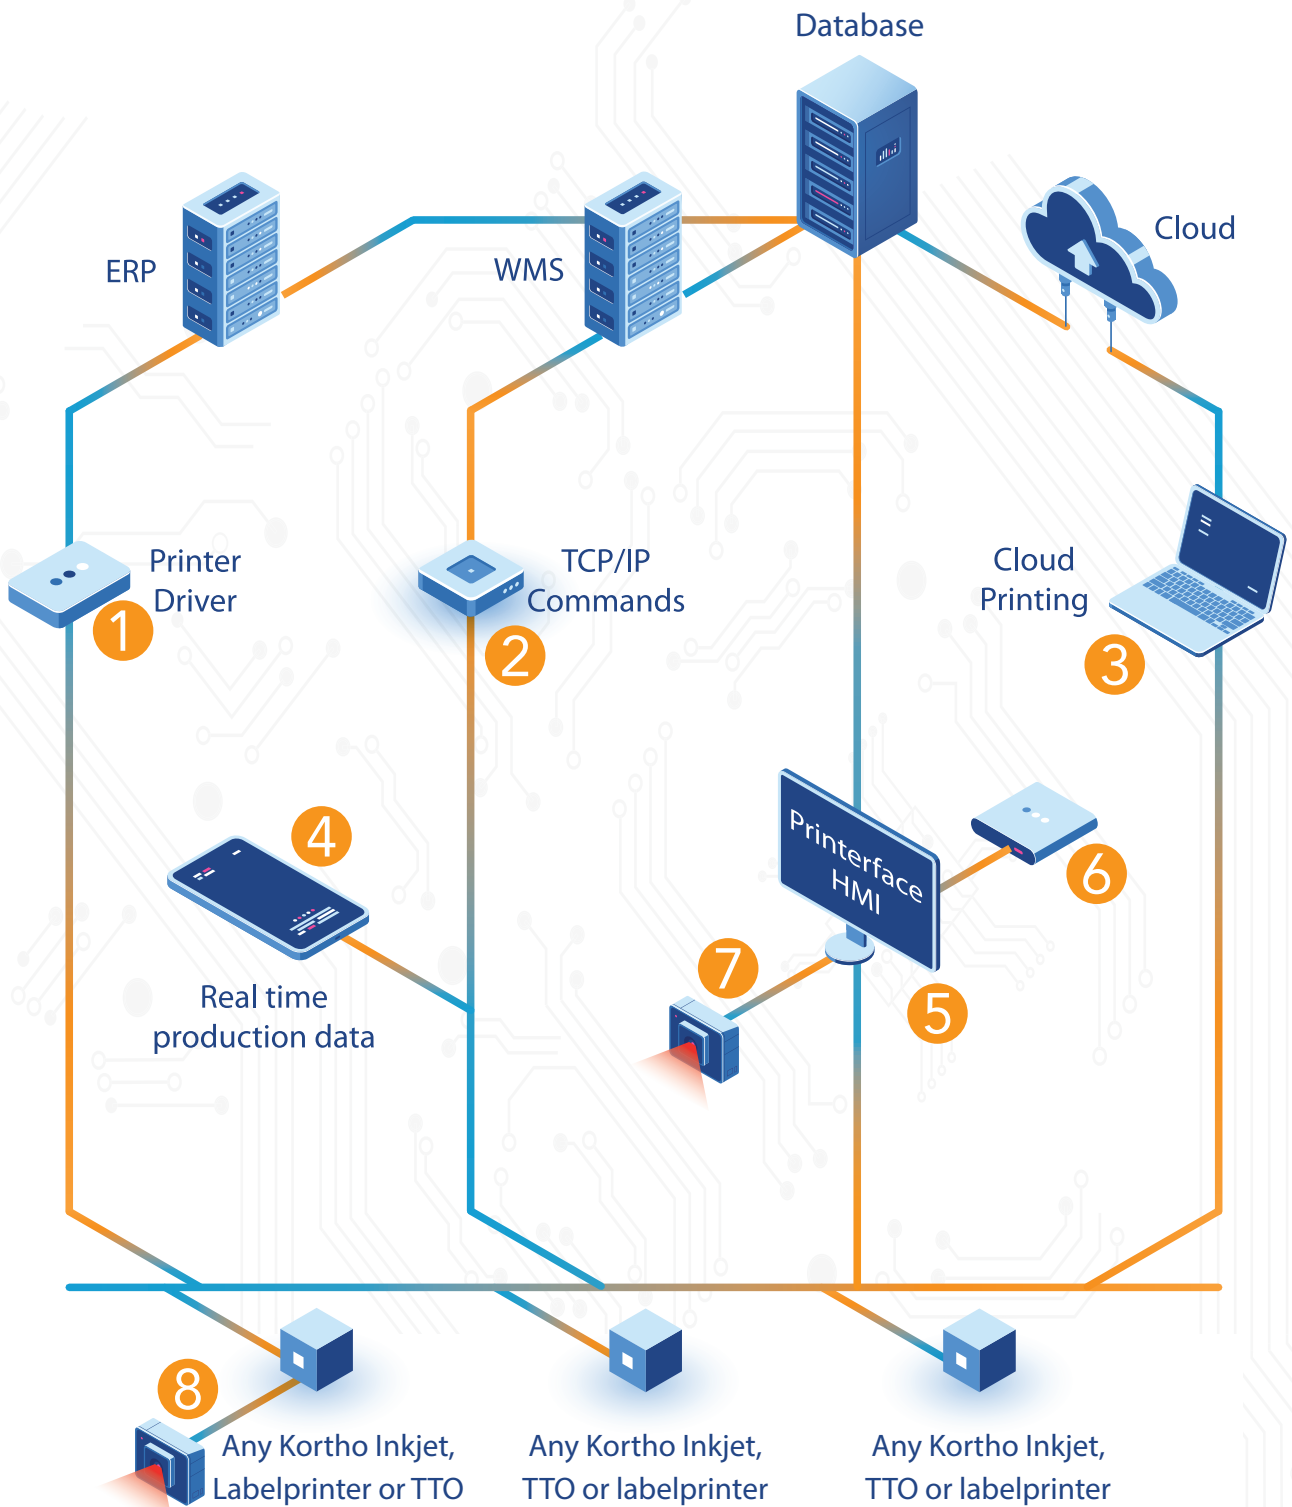 Database
Cloud
ERP
WMS
Printer
Driver
1
TCP/IP
Commands
2
Cloud
Printing
3
4
Real time
production data
Printerface
HMI
5
6
7
8
Any Kortho Inkjet,
Labelprinter or TTO
Any Kortho Inkjet,
TTO or labelprinter
Any Kortho Inkjet,
TTO or labelprinter